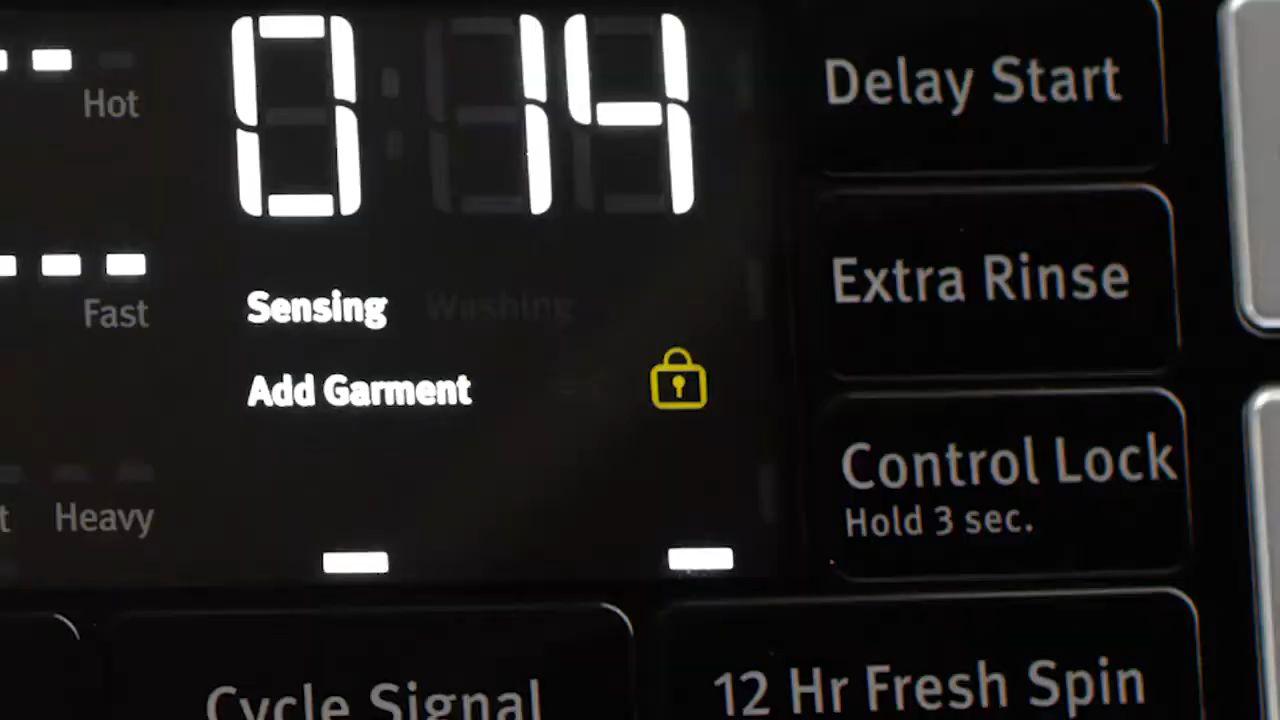 0 14
Delay Start
Hot
Extra Rinse
Sensing Washing
Fast
Add Garment
Control Lock
Hold 3 sec.
t Heavy
Cycle Signal
12 Hr Fresh Spin